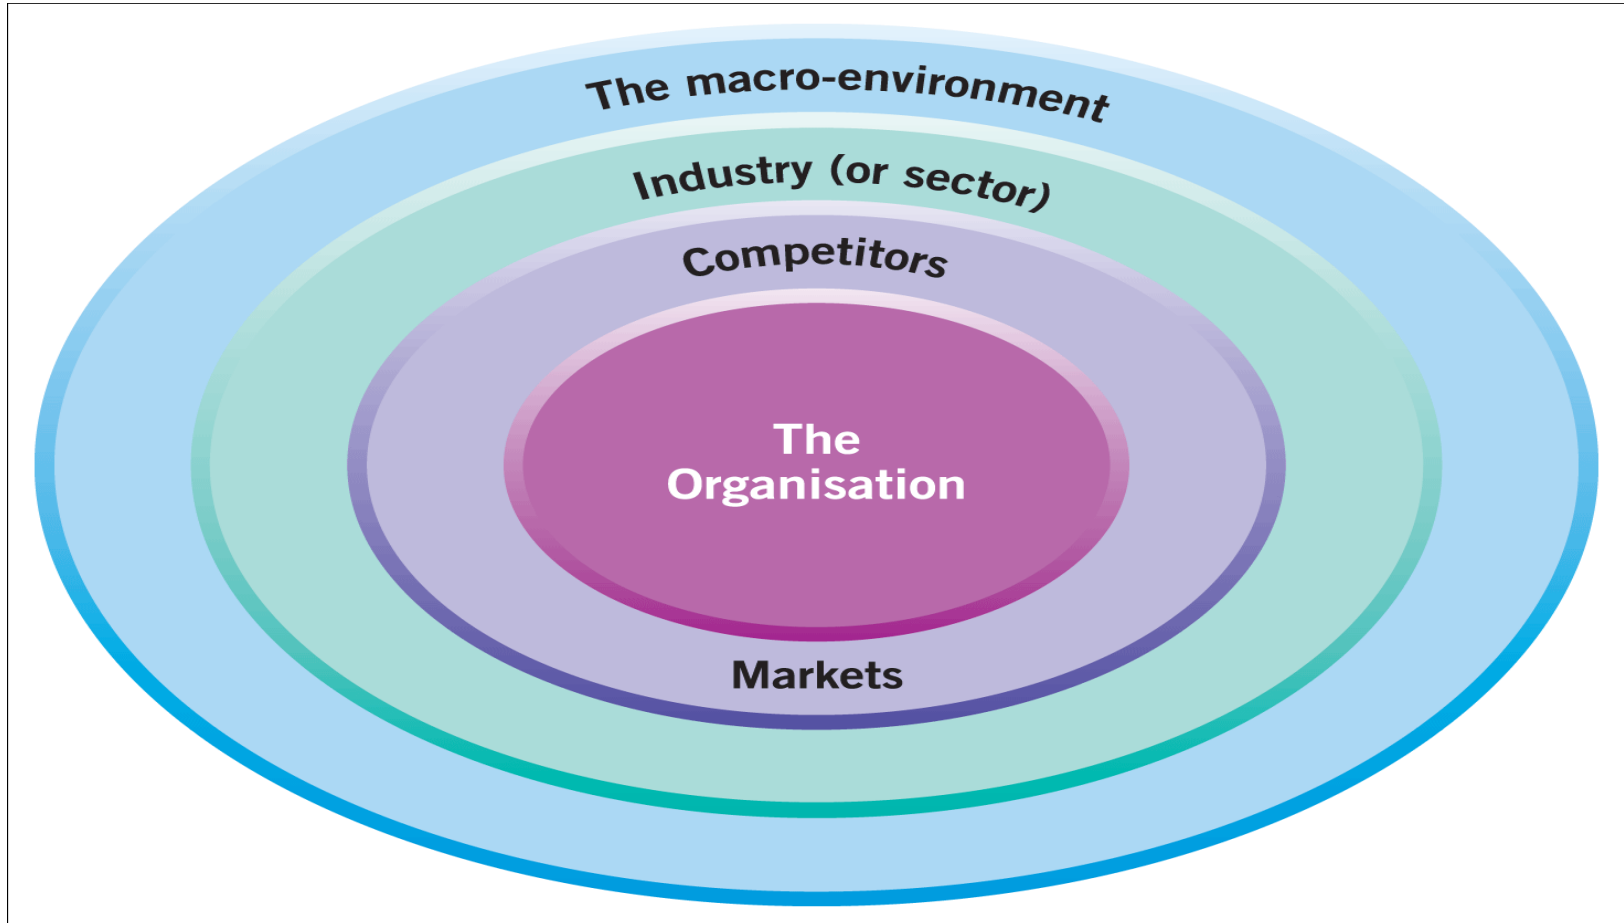 The macro-environment
Industry (or sector)
Competitors
The
Organisation
Markets